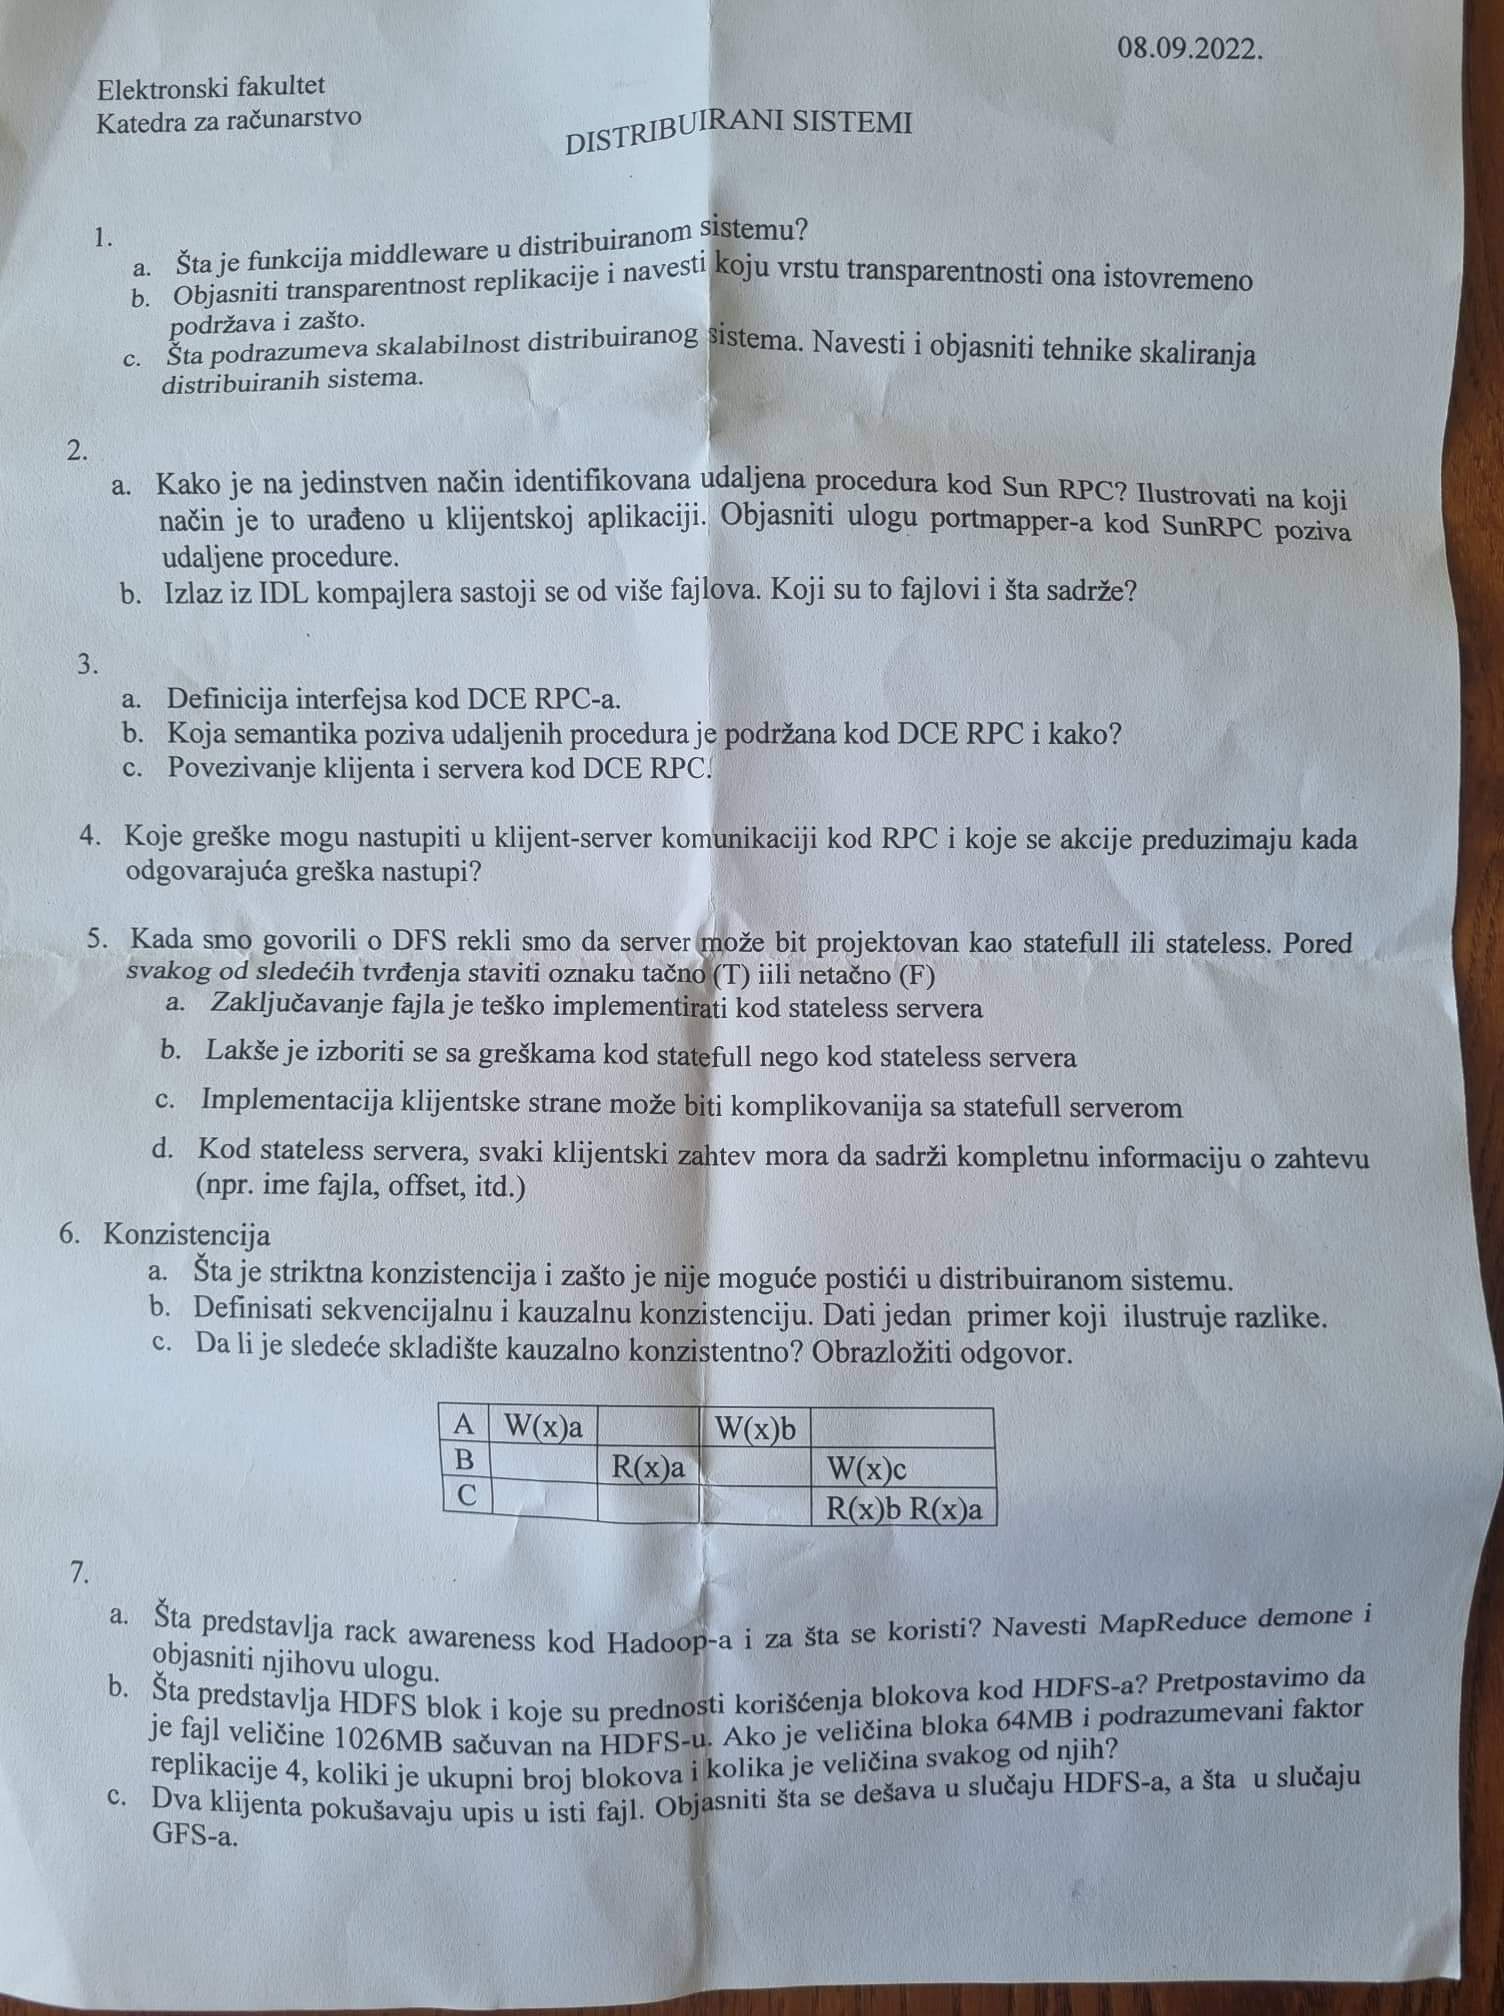 08.09.2022.
Elektronski fakultet
Katedra za računarstvo
DISTRIBUIRANI SISTEMI
1.
a. Šta je funkcija middleware u distribuiranom sistemu?
b. Objasniti transparentnost replikacije i navesti koju vrstu transparentnosti ona istovremeno
podržava i zašto.
c. Šta podrazumeva skalabilnost distribuiranog sistema. Navesti i objasniti tehnike skaliranja
distribuiranih sistema.
2.
a. Kako je na jedinstven način identifikovana udaljena procedura kod Sun RPC? Ilustrovati na koji
način je to urađeno u klijentskoj aplikaciji. Objasniti ulogu portmapper-a kod SunRPC poziva
udaljene procedure.
b. Izlaz iz IDL kompajlera sastoji se od više fajlova. Koji su to fajlovi i šta sadrže?
3.
a. Definicija interfejsa kod DCE RPC-a.
b. Koja semantika poziva udaljenih procedura je podržana kod DCE RPC i kako?
c. Povezivanje klijenta i servera kod DCE RPC.
4. Koje greške mogu nastupiti u klijent-server komunikaciji kod RPC i koje se akcije preduzimaju kada
odgovarajuća greška nastupi?
5. Kada smo govorili o DFS rekli smo da server može bit projektovan kao statefull ili stateless. Pored
svakog od sledećih tvrđenja staviti oznaku tačno (T) iili netačno (F)
a. Zaključavanje fajla je teško implementirati kod stateless servera
b. Lakše je izboriti se sa greškama kod statefull nego kod stateless servera
c. Implementacija klijentske strane može biti komplikovanija sa statefull serverom
d. Kod stateless servera, svaki klijentski zahtev mora da sadrži kompletnu informaciju o zahtevu
(npr. ime fajla, offset, itd.)
6. Konzistencija
a. Šta je striktna konzistencija i zašto je nije moguće postići u distribuiranom sistemu.
b. Definisati sekvencijalnu i kauzalnu konzistenciju. Dati jedan primer koji ilustruje razlike.
c. Da li je sledeće skladište kauzalno konzistentno? Obrazložiti odgovor.
A W(x)a W(x)b
B R(x)a W(x)c
C R(x)b R(x)a
7.
a. Šta predstavlja rack awareness kod Hadoop-a i za šta se koristi? Navesti MapReduce demone i
objasniti njihovu ulogu.
b. Šta predstavlja HDFS blok i koje su prednosti korišćenja blokova kod HDFS-a? Pretpostavimo da
je fajl veličine 1026MB sačuvan na HDFS-u. Ako je veličina bloka 64MB i podrazumevani faktor
replikacije 4, koliki je ukupni broj blokova i kolika je veličina svakog od njih?
c. Dva klijenta pokušavaju upis u isti fajl. Objasniti šta se dešava u slučaju HDFS-a, a šta u slučaju
GFS-a.